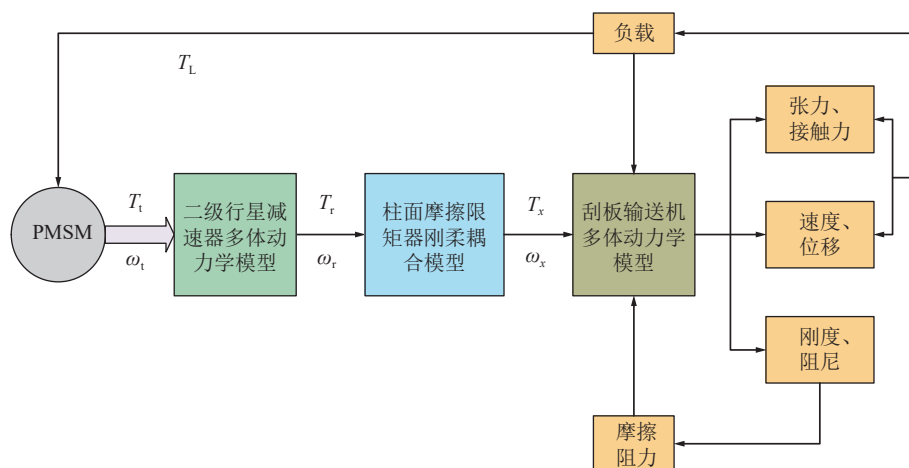 负载
T_L
张力、
接触力
PMSM
T_t
ω_t
二级行星减
速器多体动
力学模型
T_r
ω_r
柱面摩擦限
矩器刚柔耦
合模型
T_x
ω_x
刮板输送机
多体动力学
模型
速度、
位移
刚度、
阻尼
摩擦
阻力